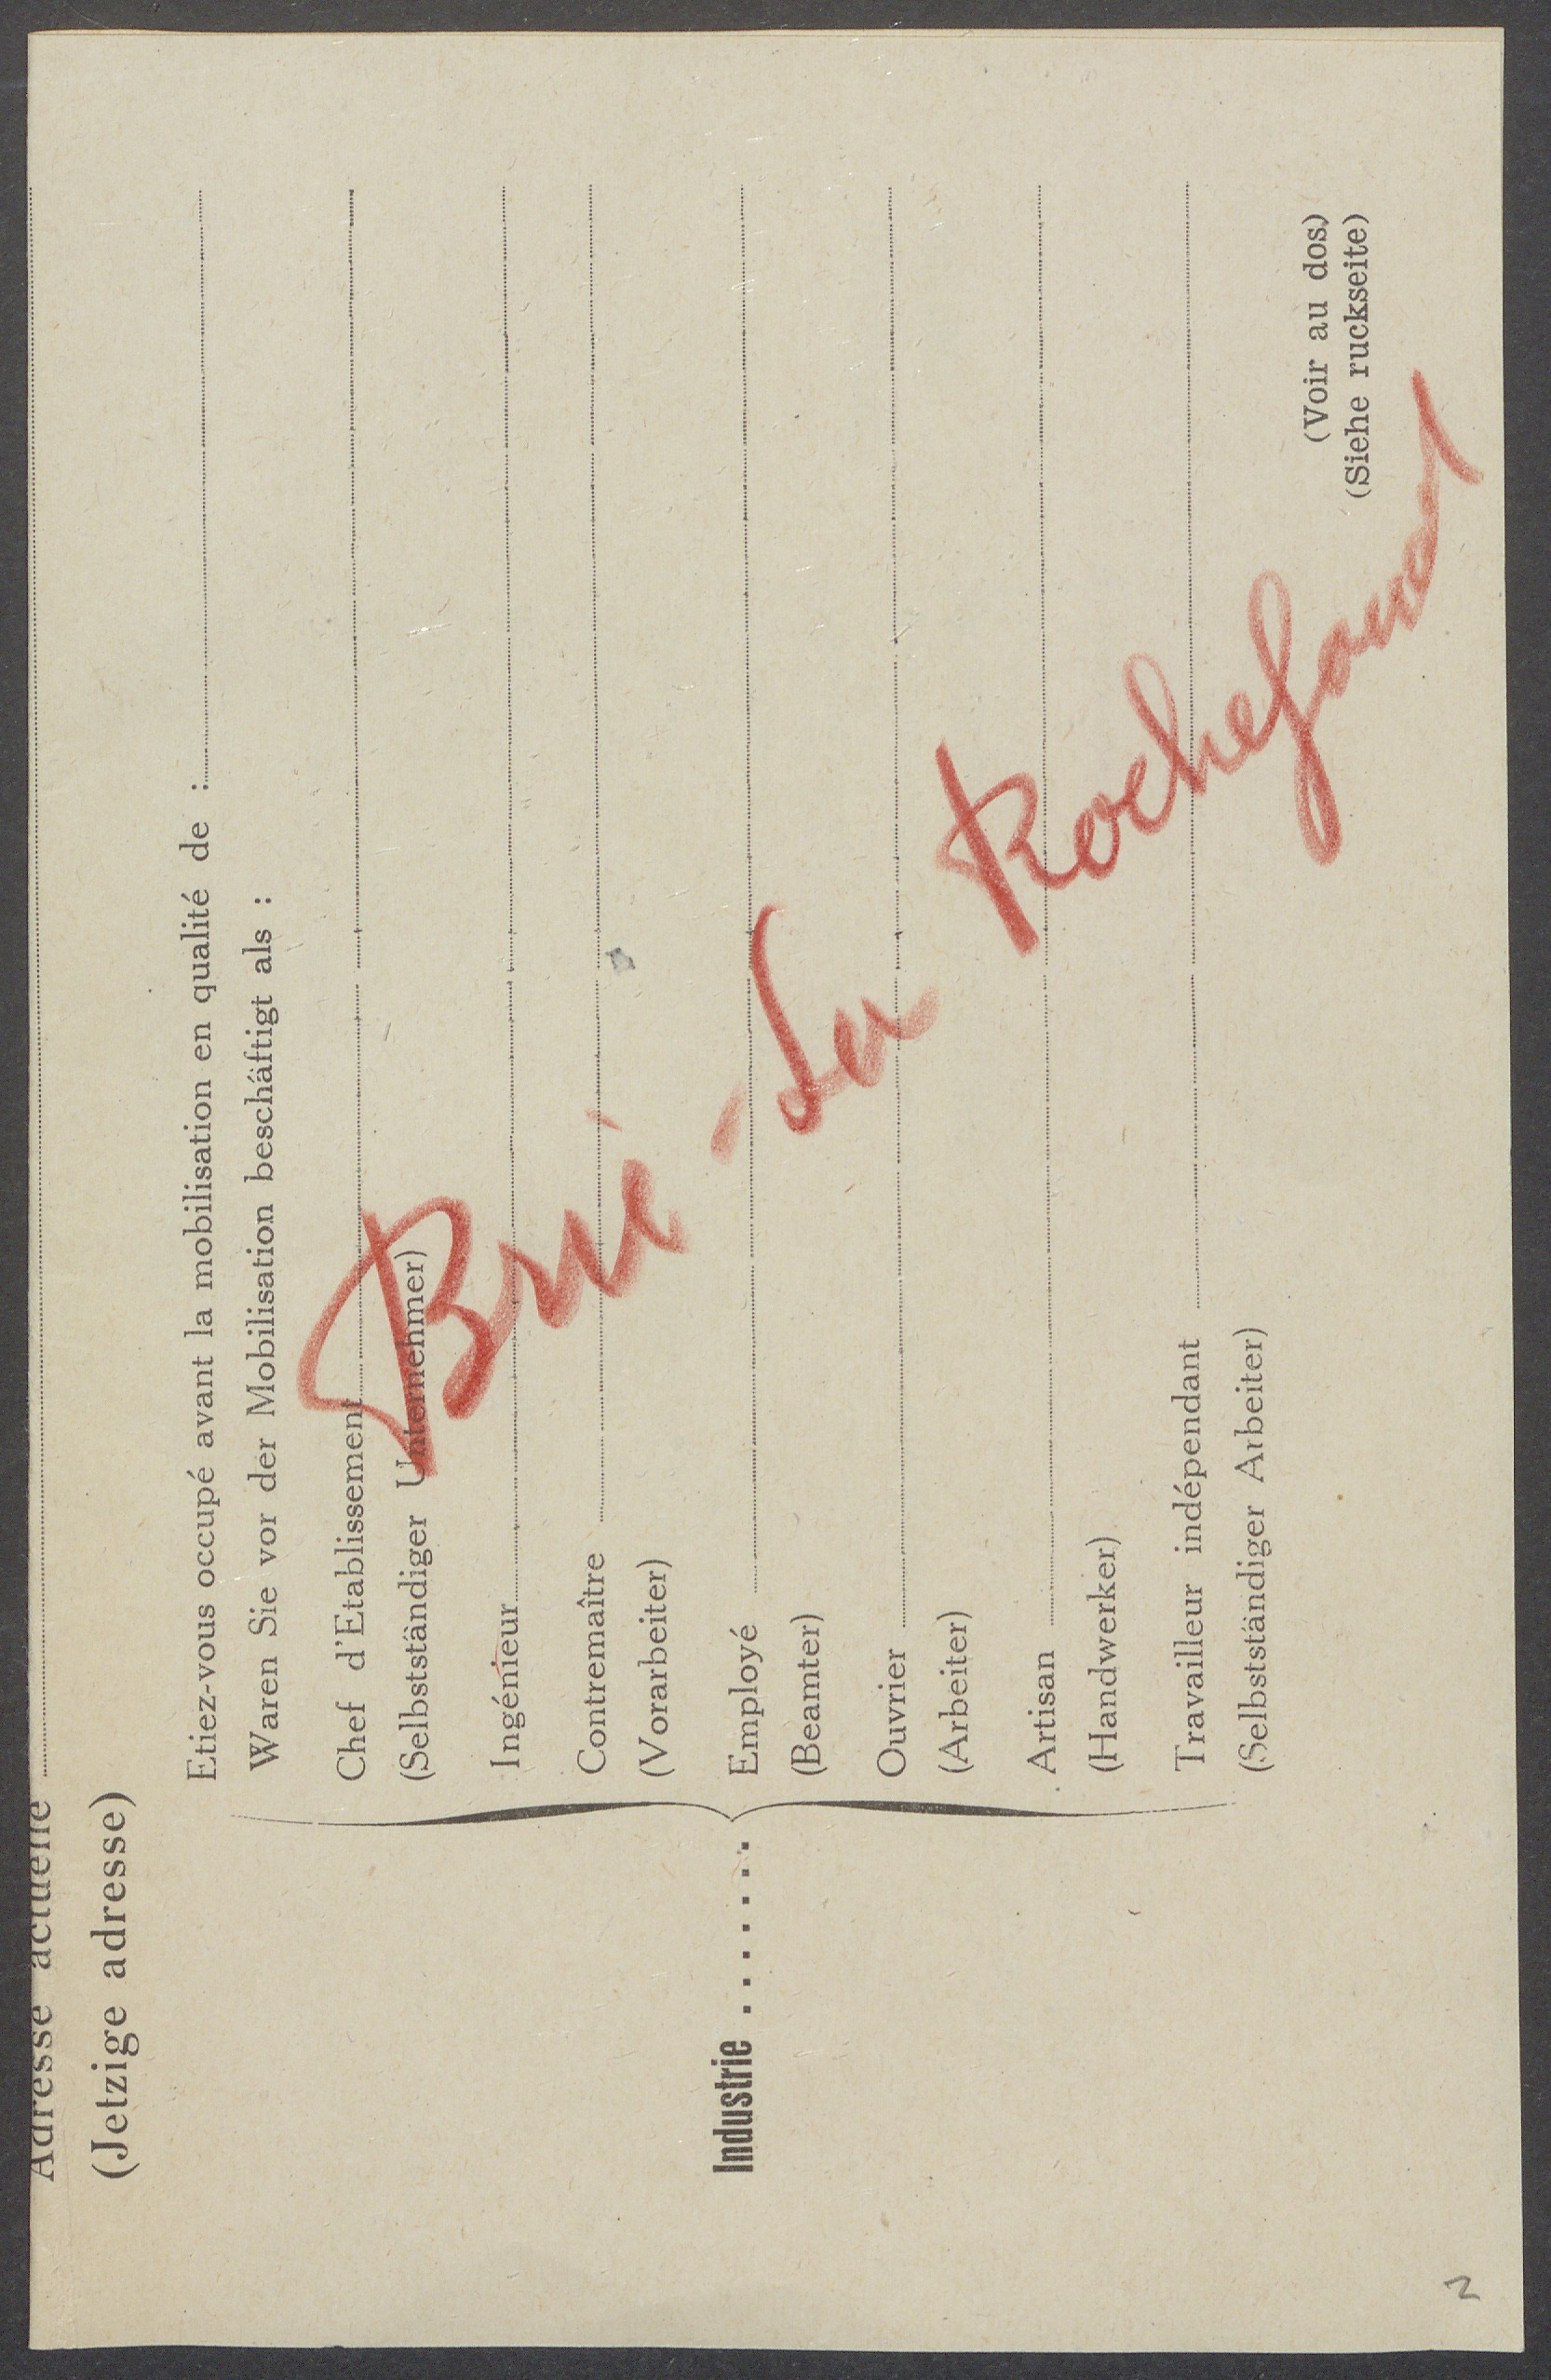 Adresse actuelle
(Jetzige adresse)
Etiez-vous occupé avant la mobilisation en qualité de :
Waren Sie vor der Mobilisation beschäftigt als :
Chef d'Etablissement
(Selbstständiger Unternehmer)
Ingénieur
Contremaître
(Vorarbeiter)
Industrie . . . . . . .
Employé
(Beamter)
Ouvrier
(Arbeiter)
Artisan
(Handwerker)
Travailleur indépendant
(Selbstständiger Arbeiter)
(Voir au dos)
(Siehe ruckseite)
Brie - La Rochefoucal
2